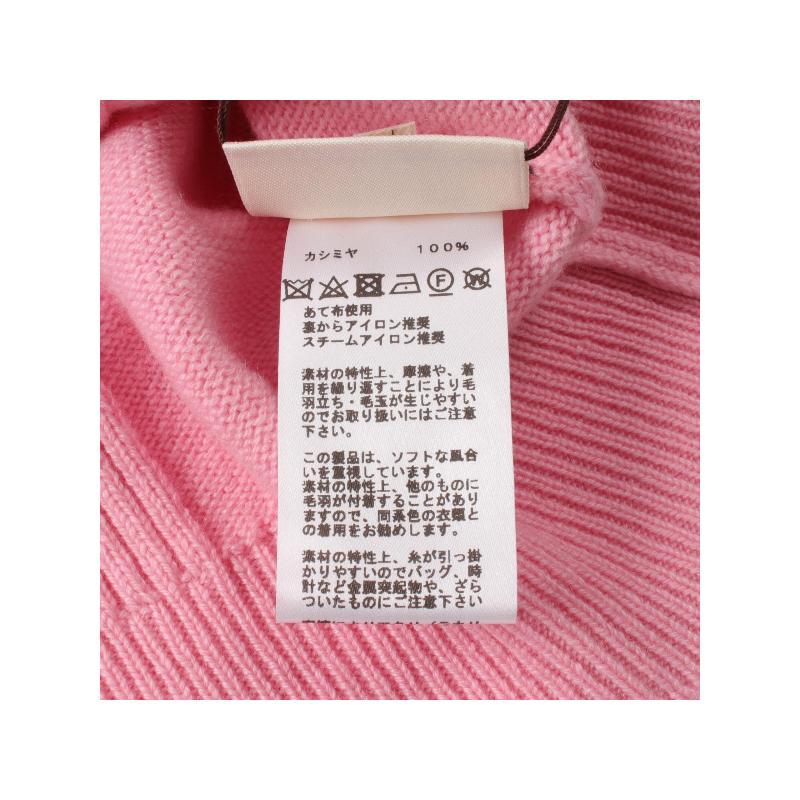 カシミヤ 100%
F W
あて布使用
裏からアイロン推奨
スチームアイロン推奨
素材の特性上、摩擦や、着
用を繰り返すことにより毛
羽立ち・毛玉が生じやすい
のでお取り扱いにはご注意
下さい。
この製品は、ソフトな風合
いを重視しています。
素材の特性上、他のものに
毛羽が付着することがあり
ますので、同系色の衣類と
の着用をお勧めします。
素材の特性上、糸が引っ掛
かりやすいのでバッグ、時
計など金属突起物や、ざら
ついたものにご注意下さい